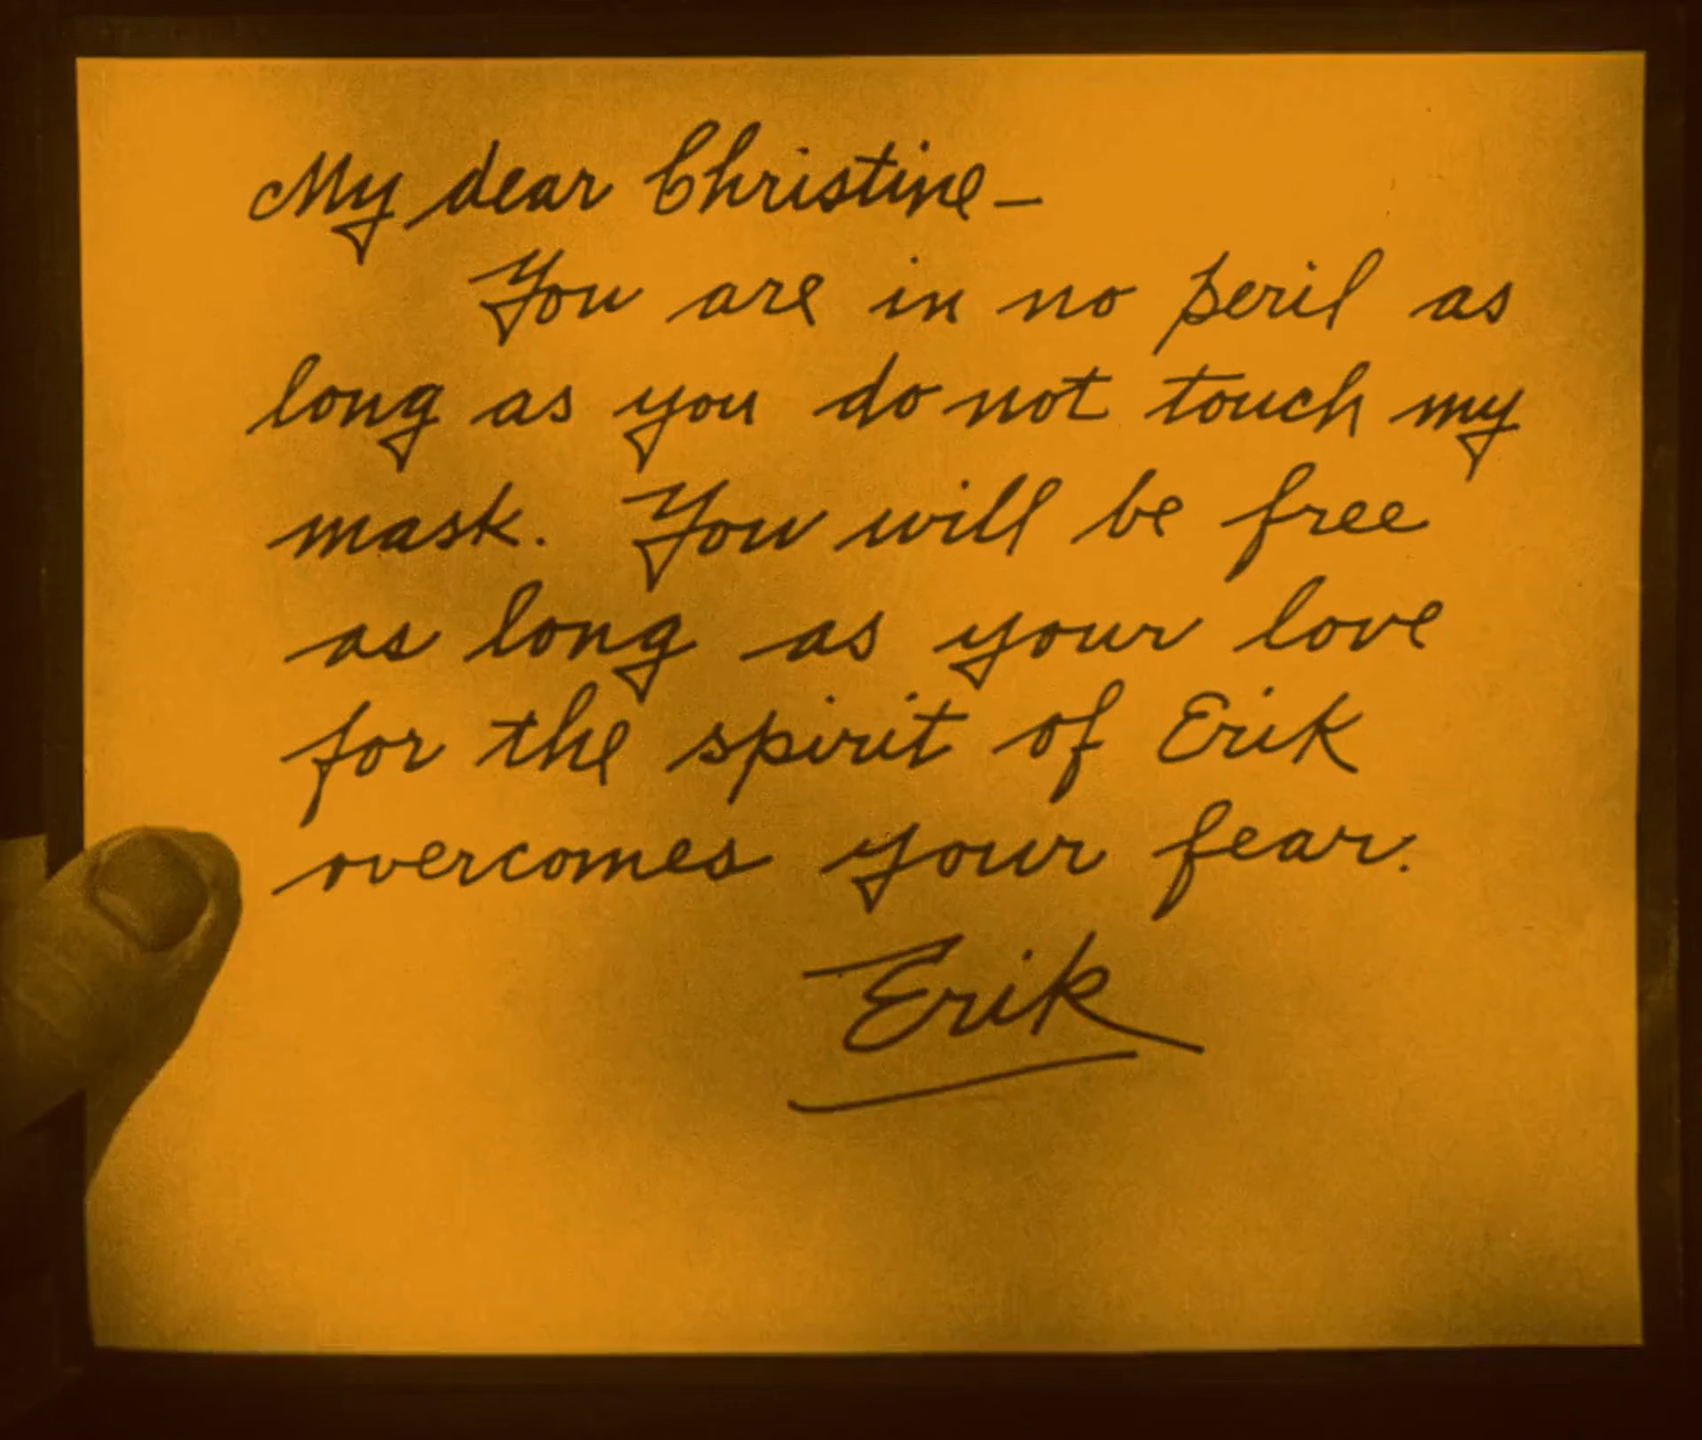 My dear Christine–
You are in no peril as
long as you do not touch my
mask. You will be free
as long as your love
for the spirit of Erik
overcomes your fear.
Erik